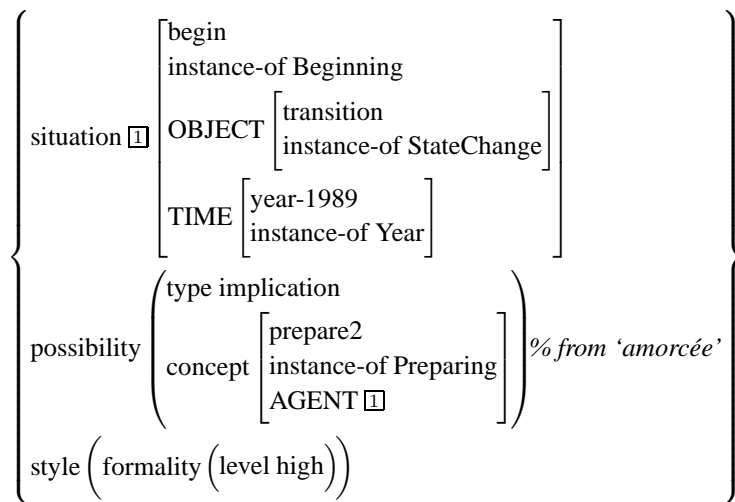 begin
instance-of Beginning
situation 1 OBJECT transition
instance-of StateChange
TIME year-1989
instance-of Year
type implication
possibility concept prepare2
instance-of Preparing
AGENT 1
% from ‘amorcée’
style (formality (level high))